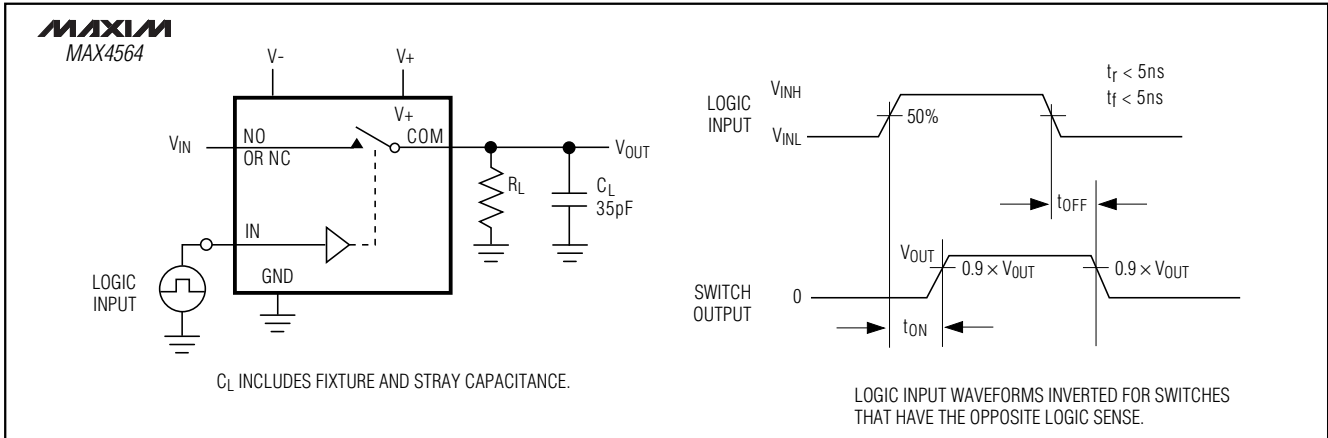 MAXIM
MAX4564
V-
V+
V+
VIN
NO
OR NC
COM
VOUT
RL
CL
35pF
IN
GND
LOGIC
INPUT
CL INCLUDES FIXTURE AND STRAY CAPACITANCE.
LOGIC
INPUT
VINH
VINL
50%
tr < 5ns
tf < 5ns
tOFF
SWITCH
OUTPUT
VOUT
0
0.9 × VOUT
0.9 × VOUT
tON
LOGIC INPUT WAVEFORMS INVERTED FOR SWITCHES
THAT HAVE THE OPPOSITE LOGIC SENSE.